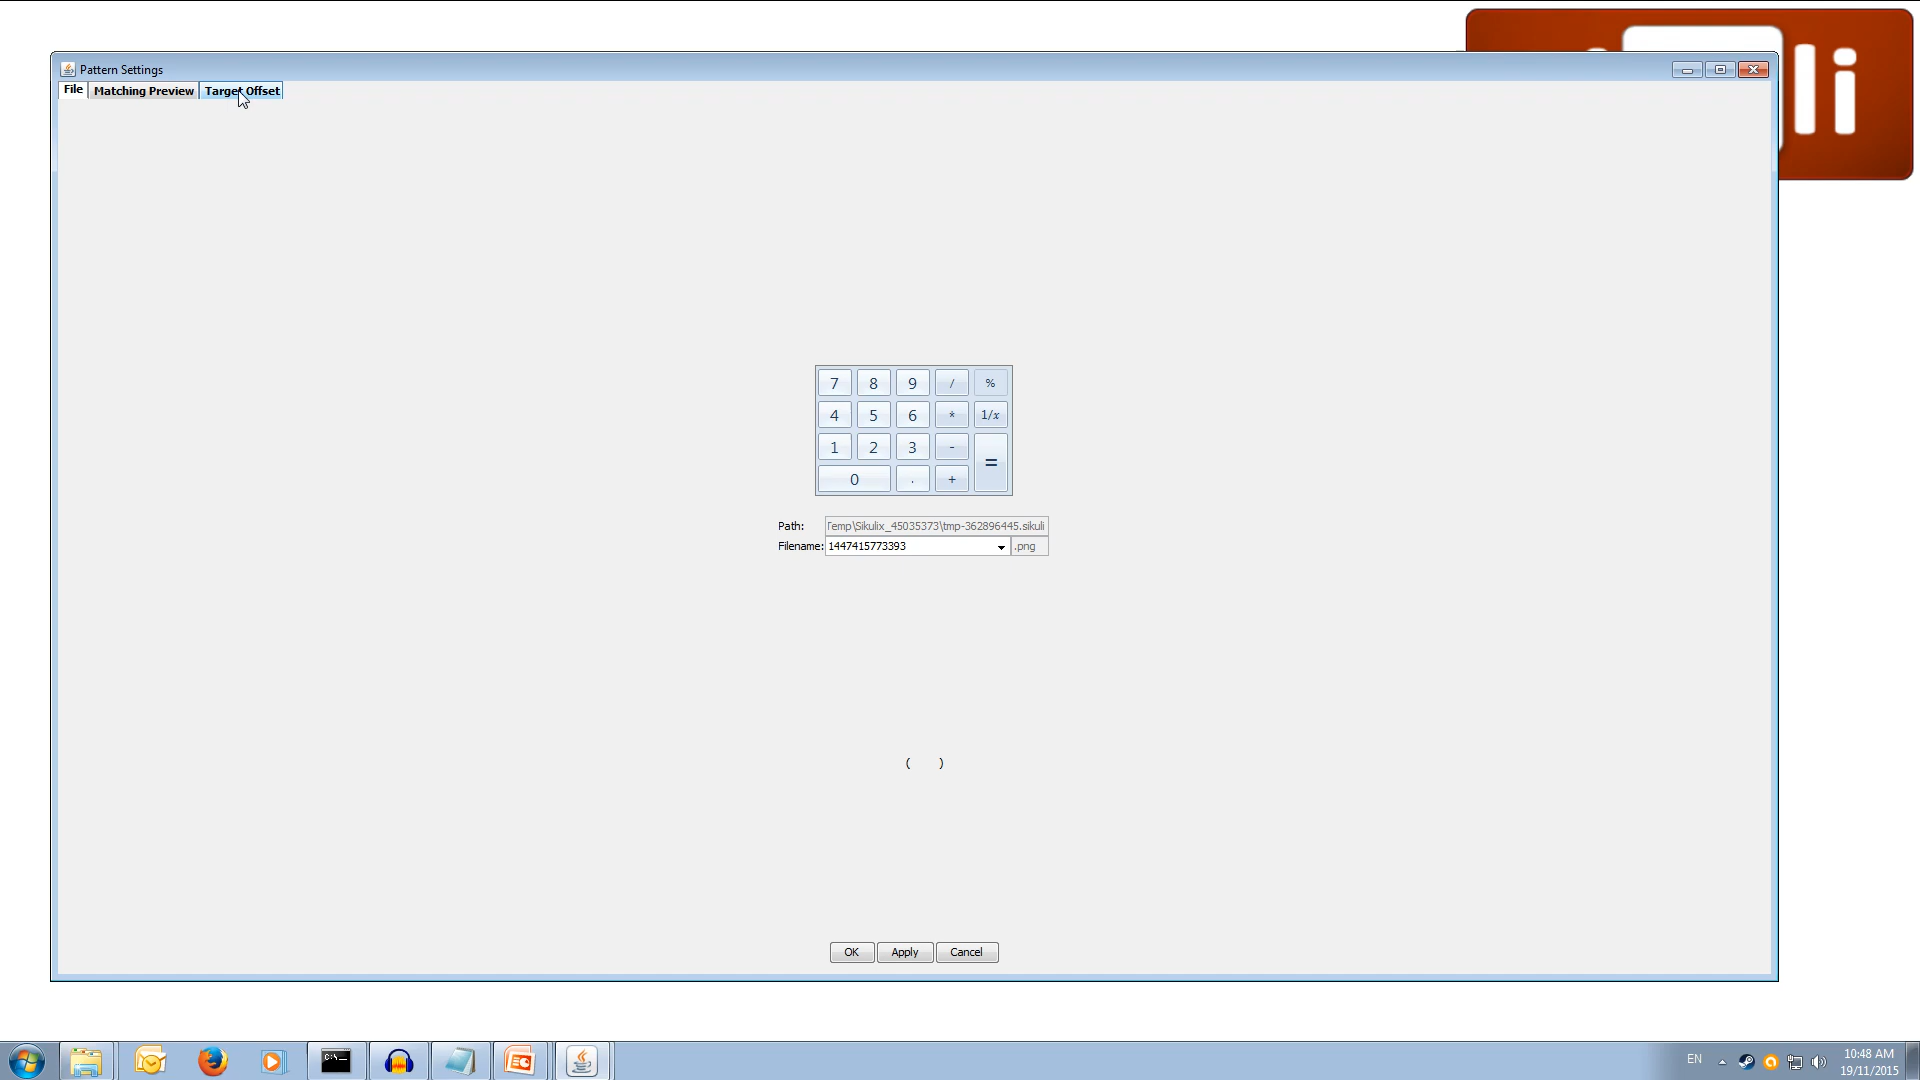 li
Pattern Settings
File Matching Preview Target Offset
7 8 9 / %
4 5 6 * 1/x
1 2 3 - =
0 . +
Path: Temp\Sikulix_45035373\tmp-362896445.sikuli
Filename: 1447415773393 .png
( )
OK Apply Cancel
C:\
EN 10:48 AM
19/11/2015